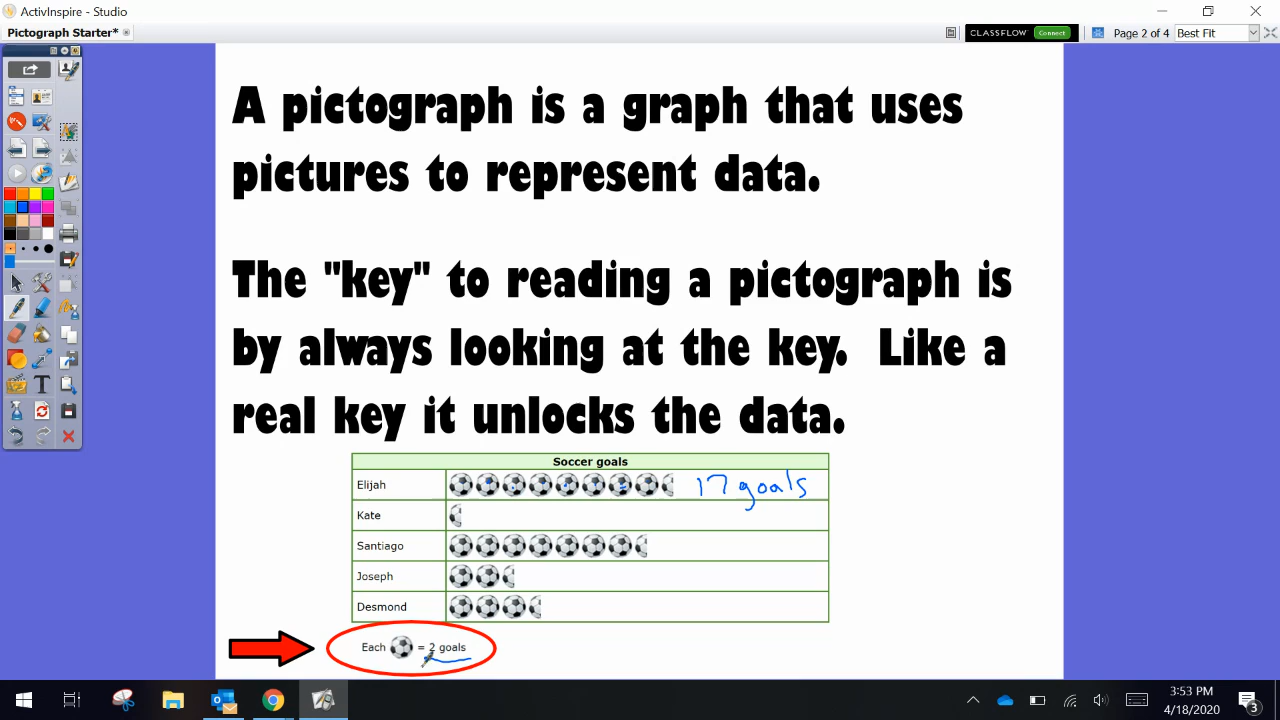 ActivInspire - Studio
Pictograph Starter*
CLASSFLOW Connect
Page 2 of 4
Best Fit
A pictograph is a graph that uses
pictures to represent data.
The "key" to reading a pictograph is
by always looking at the key. Like a
real key it unlocks the data.
Soccer goals
Elijah 17 goals
Kate
Santiago
Joseph
Desmond
Each = 2 goals
3:53 PM
4/18/2020
3